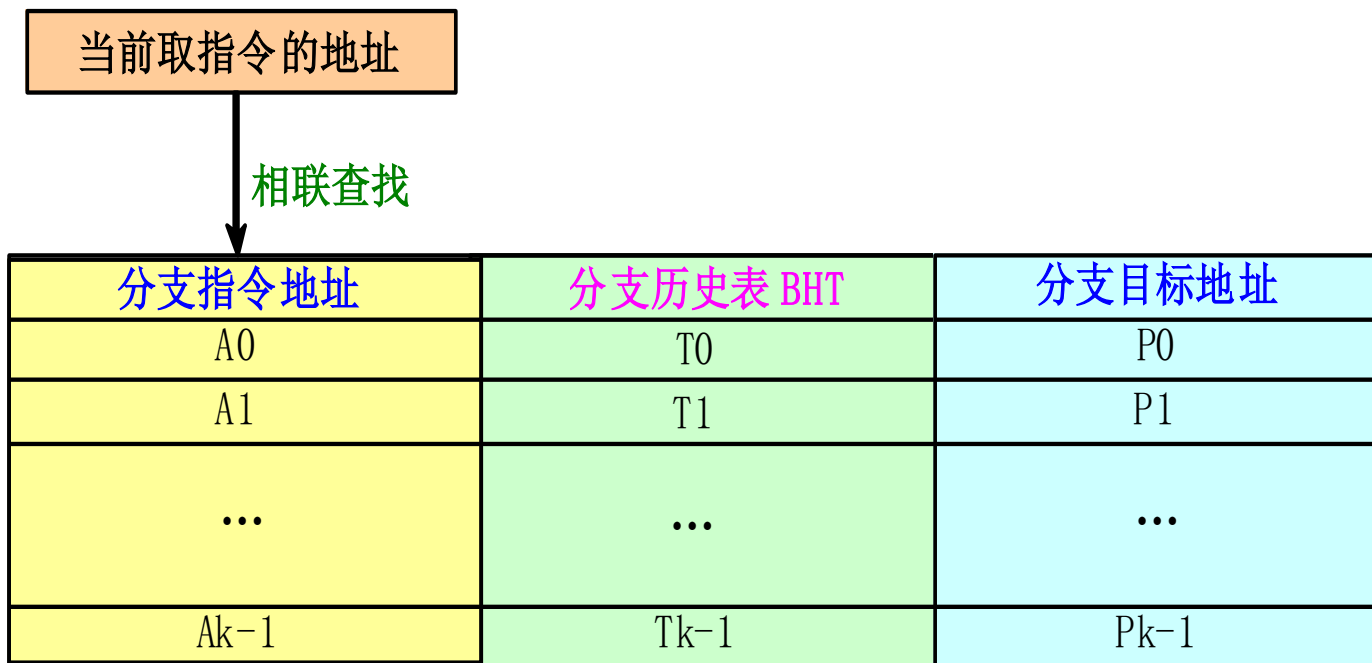 当前取指令的地址
相联查找
分支指令地址 分支历史表 BHT 分支目标地址
A0 T0 P0
A1 T1 P1
… … …
Ak-1 Tk-1 Pk-1